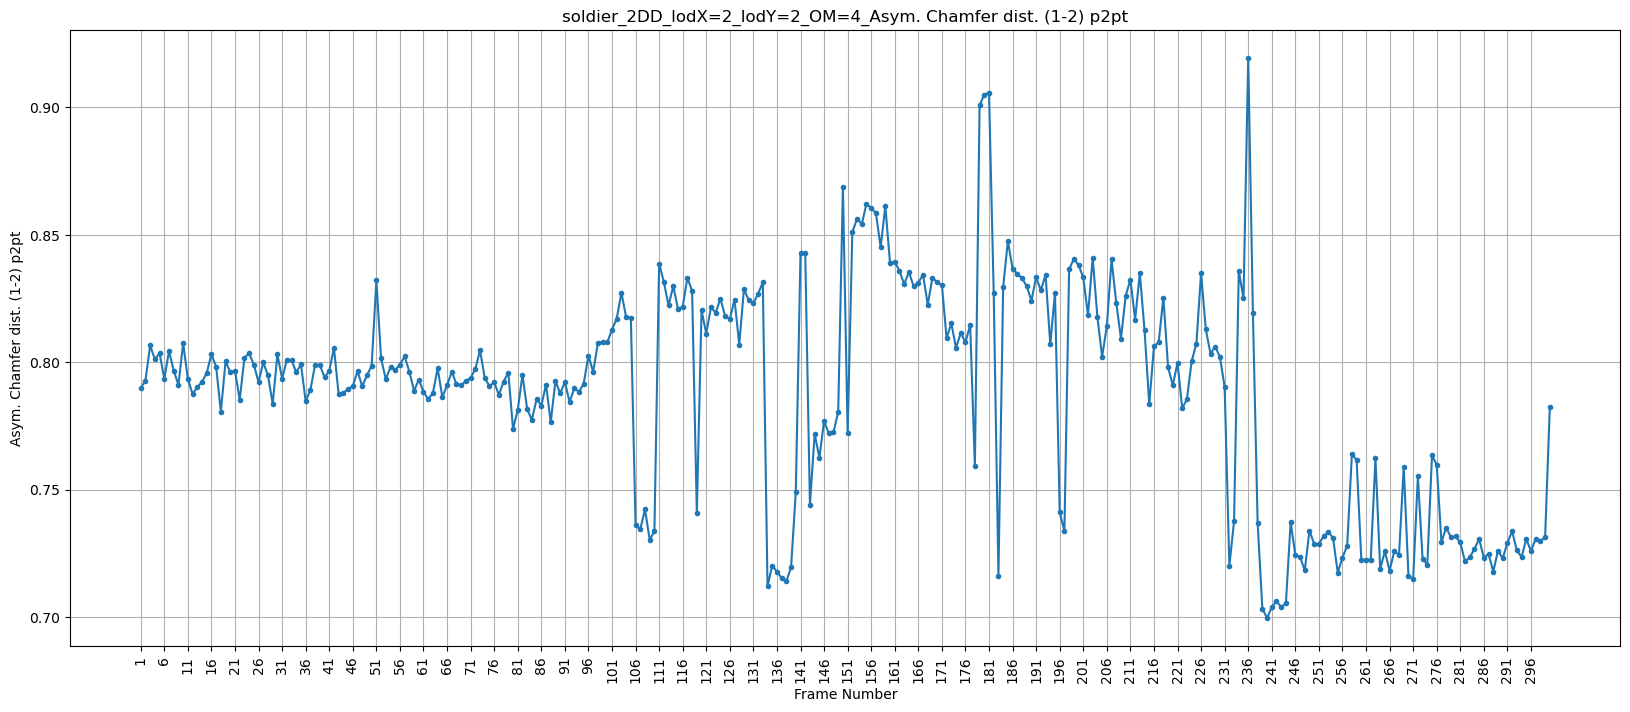 soldier_2DD_lodX=2_lodY=2_OM=4_Asym. Chamfer dist. (1-2) p2pt
Asym. Chamfer dist. (1-2) p2pt
0.90
0.85
0.80
0.75
0.70
1 6 11 16 21 26 31 36 41 46 51 56 61 66 71 76 81 86 91 96 101 106 111 116 121 126 131 136 141 146 151 156 161 166 171 176 181 186 191 196 201 206 211 216 221 226 231 236 241 246 251 256 261 266 271 276 281 286 291 296
Frame Number